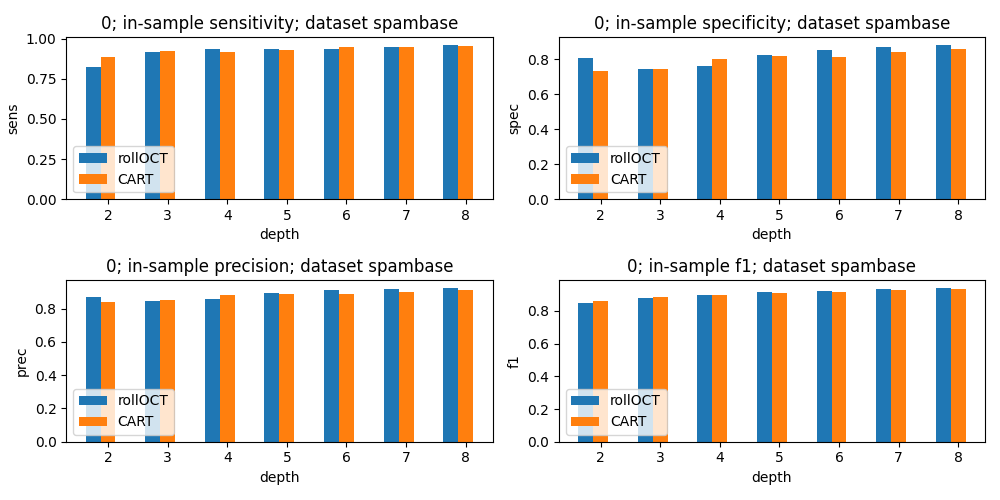 0; in-sample sensitivity; dataset spambase
sens
1.00
0.75
0.50
0.25
0.00
rollOCT
CART
2 3 4 5 6 7 8
depth
0; in-sample specificity; dataset spambase
spec
0.8
0.6
0.4
0.2
0.0
rollOCT
CART
2 3 4 5 6 7 8
depth
0; in-sample precision; dataset spambase
prec
0.8
0.6
0.4
0.2
0.0
rollOCT
CART
2 3 4 5 6 7 8
depth
0; in-sample f1; dataset spambase
f1
0.8
0.6
0.4
0.2
0.0
rollOCT
CART
2 3 4 5 6 7 8
depth